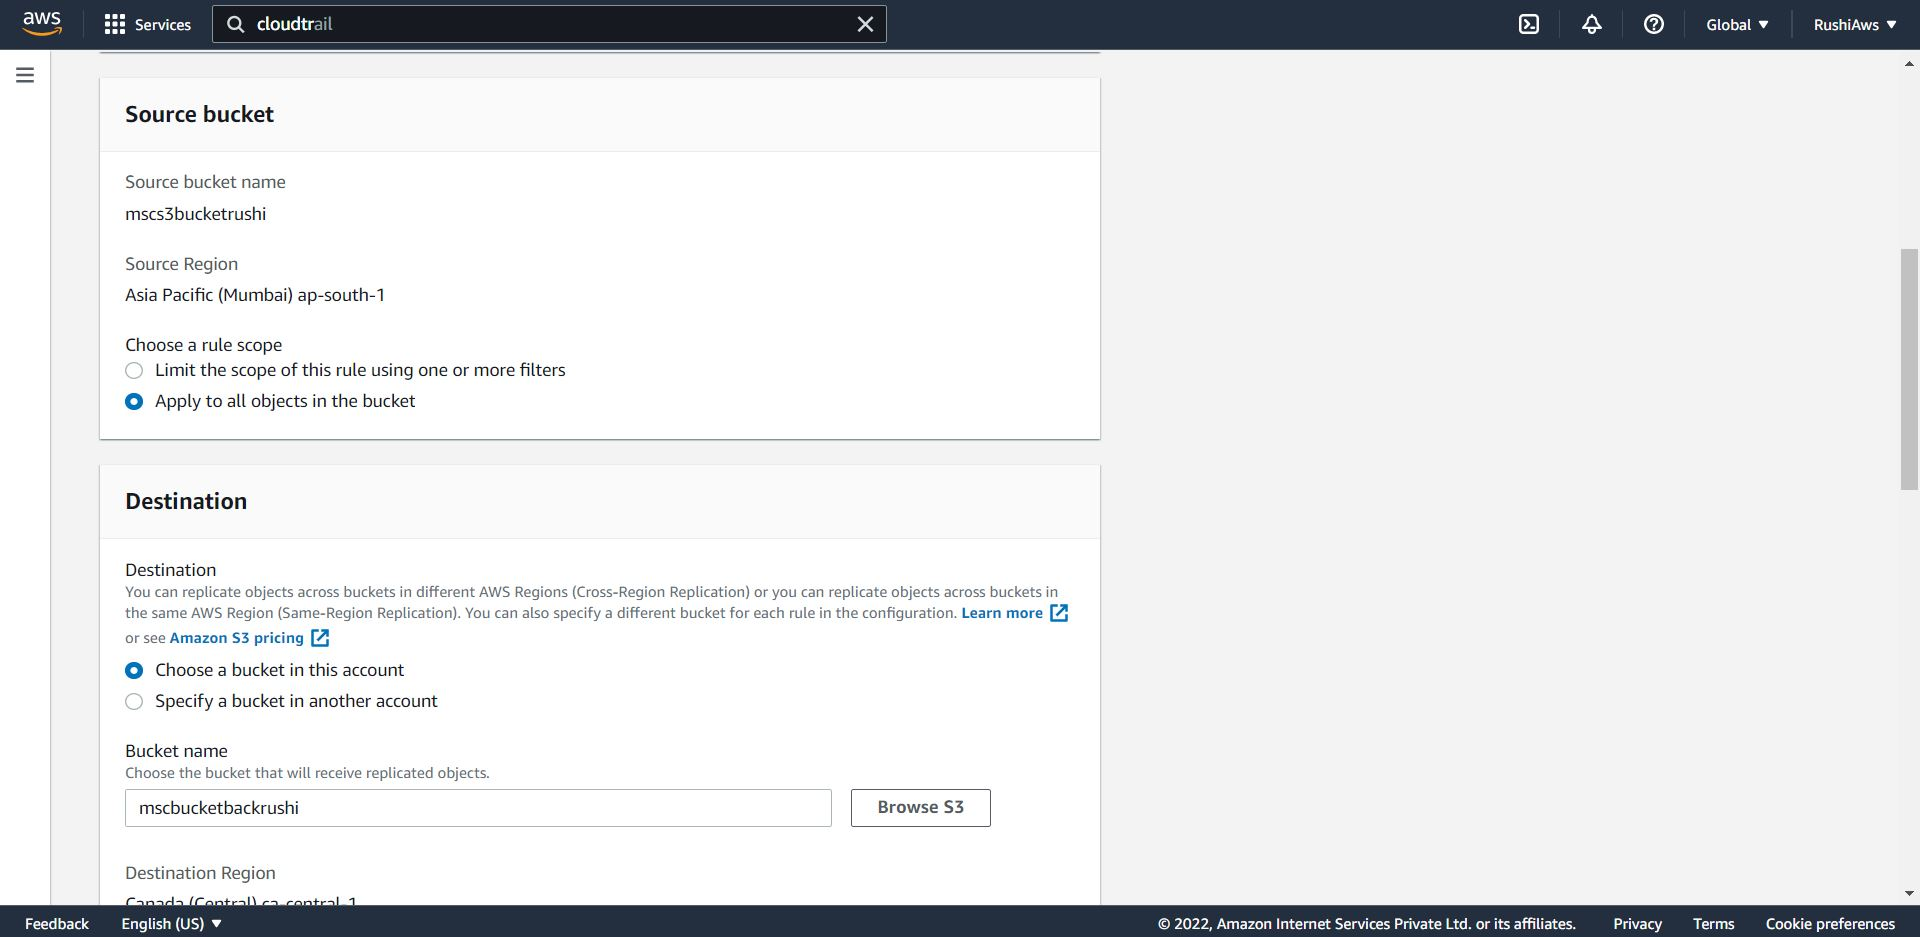 aws
Services
cloudtrail
Global
RushiAws
Source bucket
Source bucket name
mscs3bucketrushi
Source Region
Asia Pacific (Mumbai) ap-south-1
Choose a rule scope
Limit the scope of this rule using one or more filters
Apply to all objects in the bucket
Destination
Destination
You can replicate objects across buckets in different AWS Regions (Cross-Region Replication) or you can replicate objects across buckets in
the same AWS Region (Same-Region Replication). You can also specify a different bucket for each rule in the configuration. Learn more
or see Amazon S3 pricing
Choose a bucket in this account
Specify a bucket in another account
Bucket name
Choose the bucket that will receive replicated objects.
mscbucketbackrushi
Browse S3
Destination Region
Canada (Central) ca-central-1
Feedback
English (US)
© 2022, Amazon Internet Services Private Ltd. or its affiliates.
Privacy
Terms
Cookie preferences